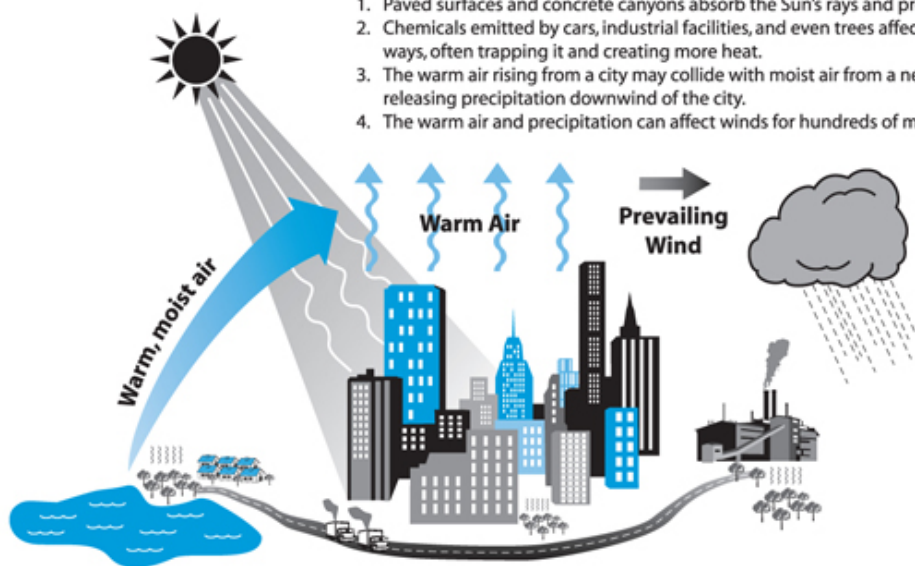 1. Paved surfaces and concrete canyons absorb the Sun's rays and pr
2. Chemicals emitted by cars, industrial facilities, and even trees affec
ways, often trapping it and creating more heat.
3. The warm air rising from a city may collide with moist air from a ne
releasing precipitation downwind of the city.
4. The warm air and precipitation can affect winds for hundreds of m
Warm Air
Prevailing
Wind
Warm, moist air